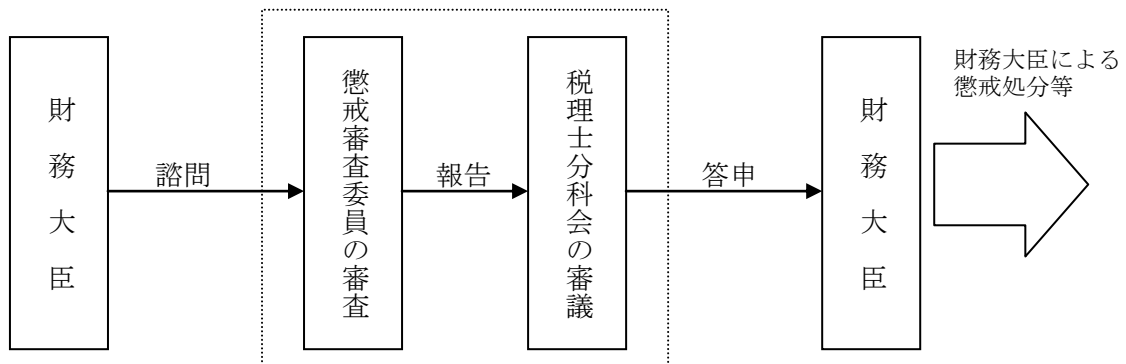 財務大臣
諮問
懲戒審査委員の審査
報告
税理士分科会の審議
答申
財務大臣
財務大臣による
懲戒処分等